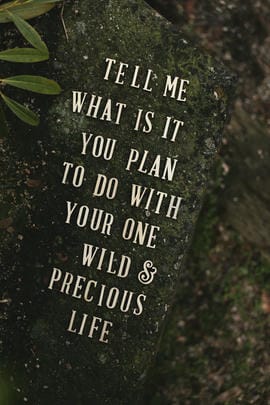 TELL ME
WHAT IS IT
YOU PLAN
TO DO WITH
YOUR ONE
WILD &
PRECIOUS
LIFE